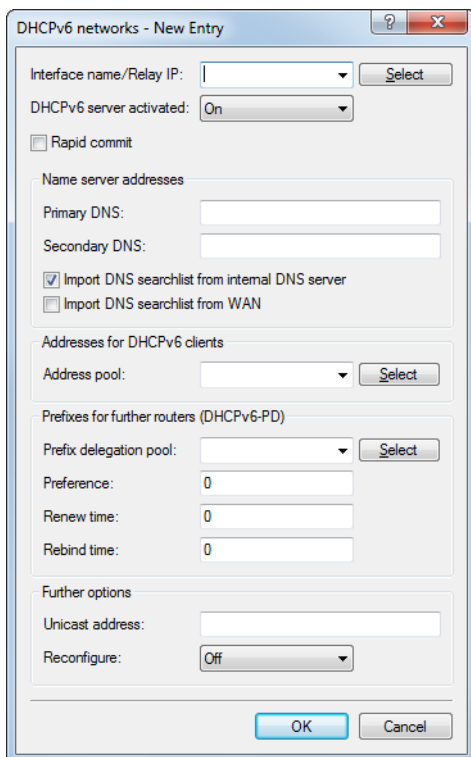 DHCPv6 networks - New Entry
Interface name/Relay IP: Select
DHCPv6 server activated: On
Rapid commit
Name server addresses
Primary DNS:
Secondary DNS:
Import DNS searchlist from internal DNS server
Import DNS searchlist from WAN
Addresses for DHCPv6 clients
Address pool: Select
Prefixes for further routers (DHCPv6-PD)
Prefix delegation pool: Select
Preference: 0
Renew time: 0
Rebind time: 0
Further options
Unicast address:
Reconfigure: Off
OK Cancel